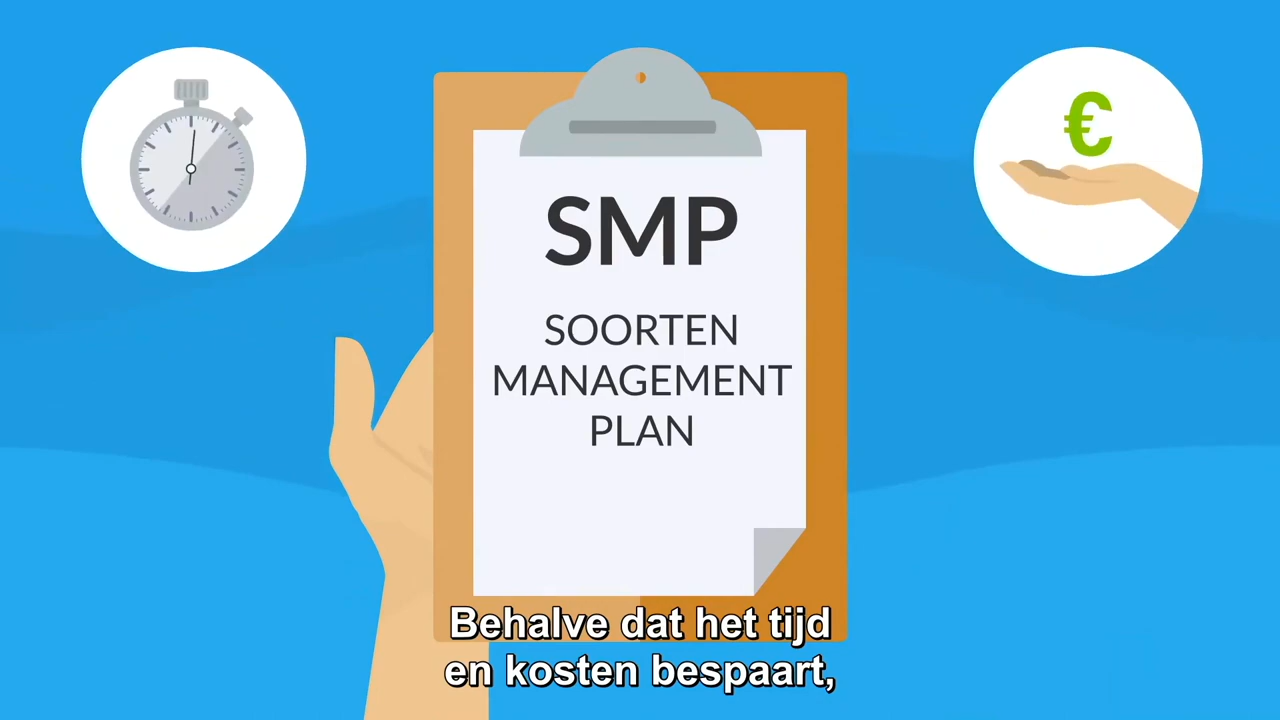 €
SMP
SOORTEN
MANAGEMENT
PLAN
Behalve dat het tijd
en kosten bespaart,